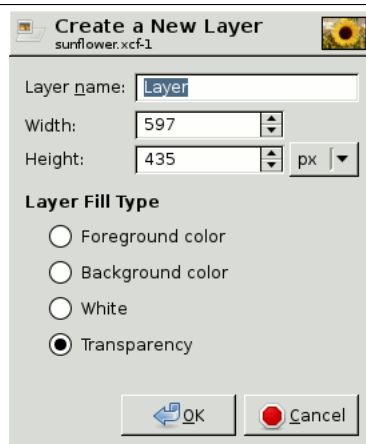 Create a New Layer
sunflower.xcf-1
Layer name: Layer
Width: 597
Height: 435 px
Layer Fill Type
Foreground color
Background color
White
Transparency
OK Cancel